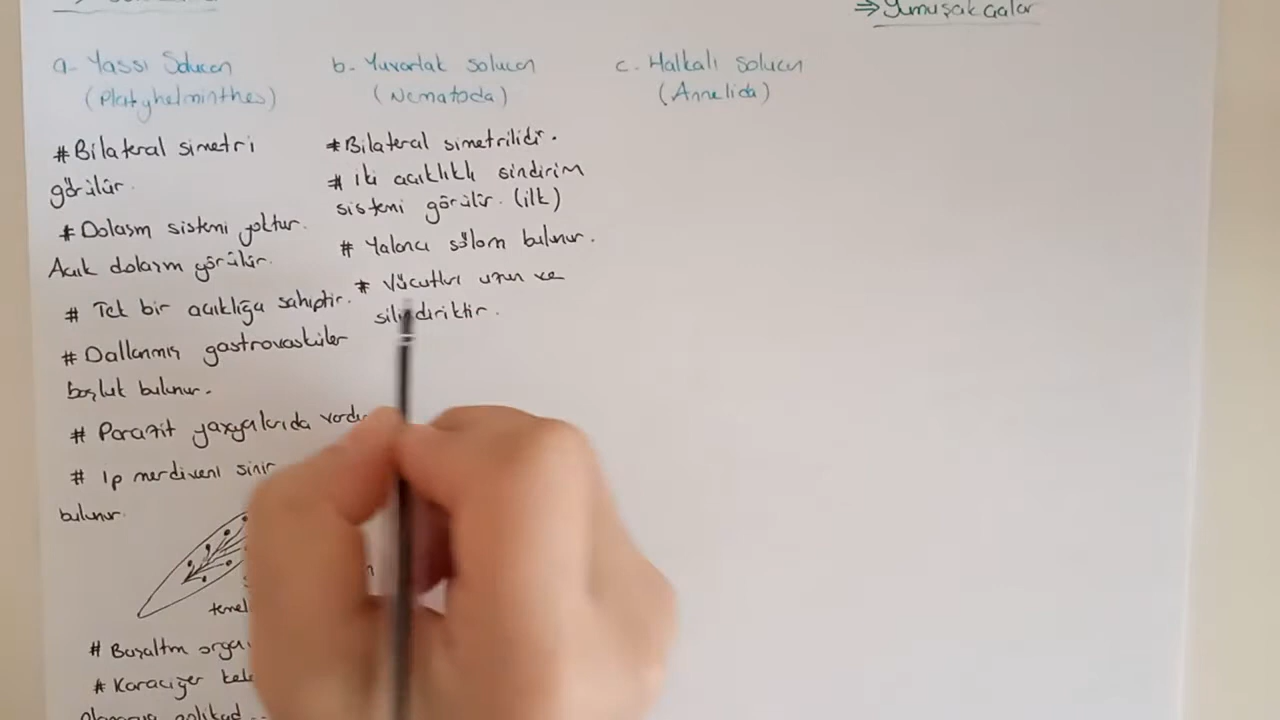 ⇒ Yumuşakçalar
a- Yassı Solucan
(Platyhelminthes)
# Bilateral simetri
görülür.
# Dolaşım sistemi yoktur.
Açık dolaşım görülür.
# Tek bir açıklığa sahiptir.
# Dallanmış gastrovasküler
boşluk bulunur.
# Parazit yaşayanlarıda vardır
# İp merdiveni sinir
bulunur.
temel
# Boşaltım
# Karaciğer
b- Yuvarlak solucan
(Nematoda)
# Bilateral simetrilidir.
# İki açıklıklı sindirim
sistemi görülür. (ilk)
# Yalancı sölom bulunur.
# Vücutları uzun ve
silindiriktir.
c- Halkalı Solucan
(Annelida)